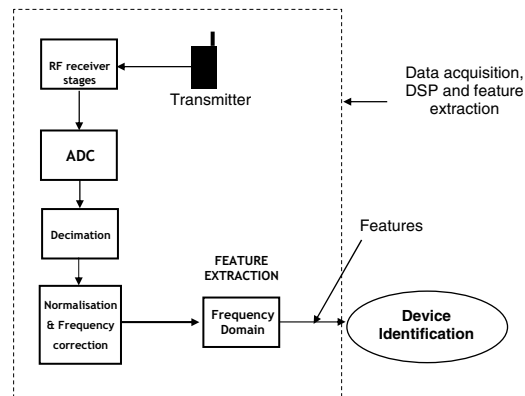 RF receiver
stages
Transmitter
Data acquisition,
DSP and feature
extraction
ADC
Decimation
Features
FEATURE
EXTRACTION
Normalisation
& Frequency
correction
Frequency
Domain
Device
Identification